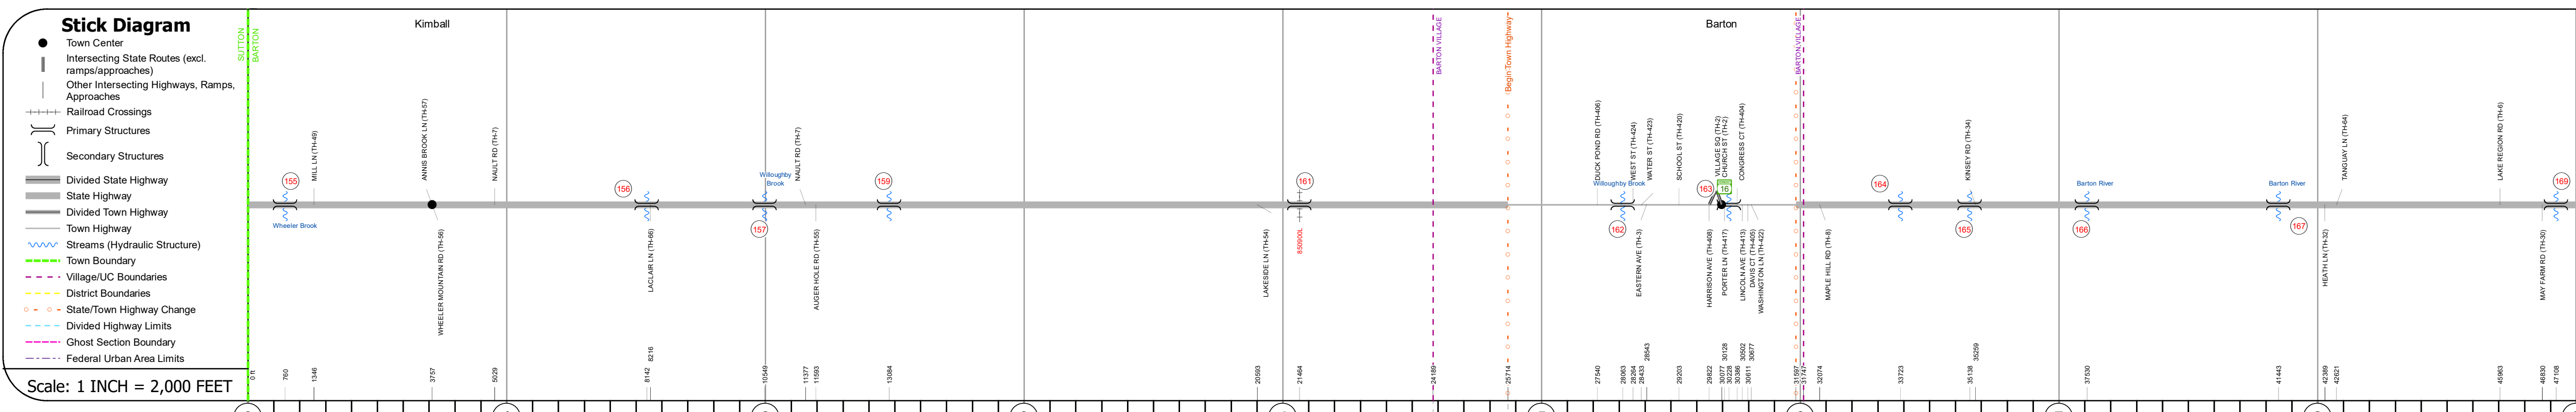 Stick Diagram
Town Center
Intersecting State Routes (excl.
ramps/approaches)
Other Intersecting Highways, Ramps,
Approaches
Railroad Crossings
Primary Structures
Secondary Structures
Divided State Highway
State Highway
Divided Town Highway
Town Highway
Streams (Hydraulic Structure)
Town Boundary
Village/UC Boundaries
District Boundaries
State/Town Highway Change
Divided Highway Limits
Ghost Section Boundary
Federal Urban Area Limits
Scale: 1 INCH = 2,000 FEET
SUTTON
BARTON
Kimball
BARTON VILLAGE
Begin Town Highway
Barton
BARTON VILLAGE
155
MILL LN (TH-49)
ANNIS BROOK LN (TH-57)
NAULT RD (TH-7)
156
Willoughby
Brook
NAULT RD (TH-7)
159
161
DUCK POND RD (TH-406)
Willoughby Brook
WEST ST (TH-424)
WATER ST (TH-423)
SCHOOL ST (TH-420)
163
VILLAGE SQ (TH-2)
CHURCH ST (TH-2)
16
CONGRESS CT (TH-404)
164
KINSEY RD (TH-34)
Barton River
Barton River
TANGUAY LN (TH-64)
LAKE REGION RD (TH-6)
169
Wheeler Brook
WHEELER MOUNTAIN RD (TH-56)
LACLAIR LN (TH-66)
157
AUGER HOLE RD (TH-55)
LAKESIDE LN (TH-54)
850900L
162
EASTERN AVE (TH-3)
HARRISON AVE (TH-408)
PORTER LN (TH-417)
LINCOLN AVE (TH-413)
DAVIS CT (TH-405)
WASHINGTON LN (TH-422)
MAPLE HILL RD (TH-8)
165
166
167
HEATH LN (TH-32)
MAY FARM RD (TH-30)
0 ft
760
1346
3757
5029
8142
8216
10549
11377
11593
13084
20593
21464
24189
25714
27540
28063
28264
28433
28543
29203
29822
30077
30128
30228
30386
30502
30611
30677
31597
31747
32074
33723
35138
35259
37530
41443
42389
42621
45963
46830
47108